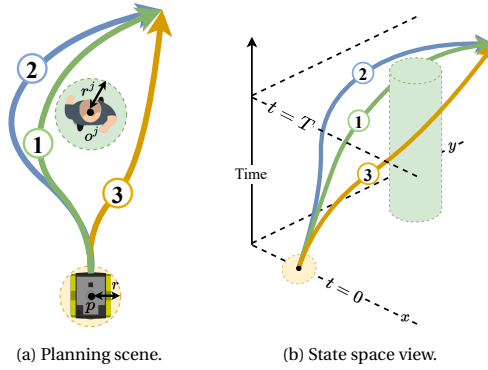 2
r^j
o^j
1
3
r
p
(a) Planning scene.
2
t = T
1
y
Time
3
t = 0
x
(b) State space view.